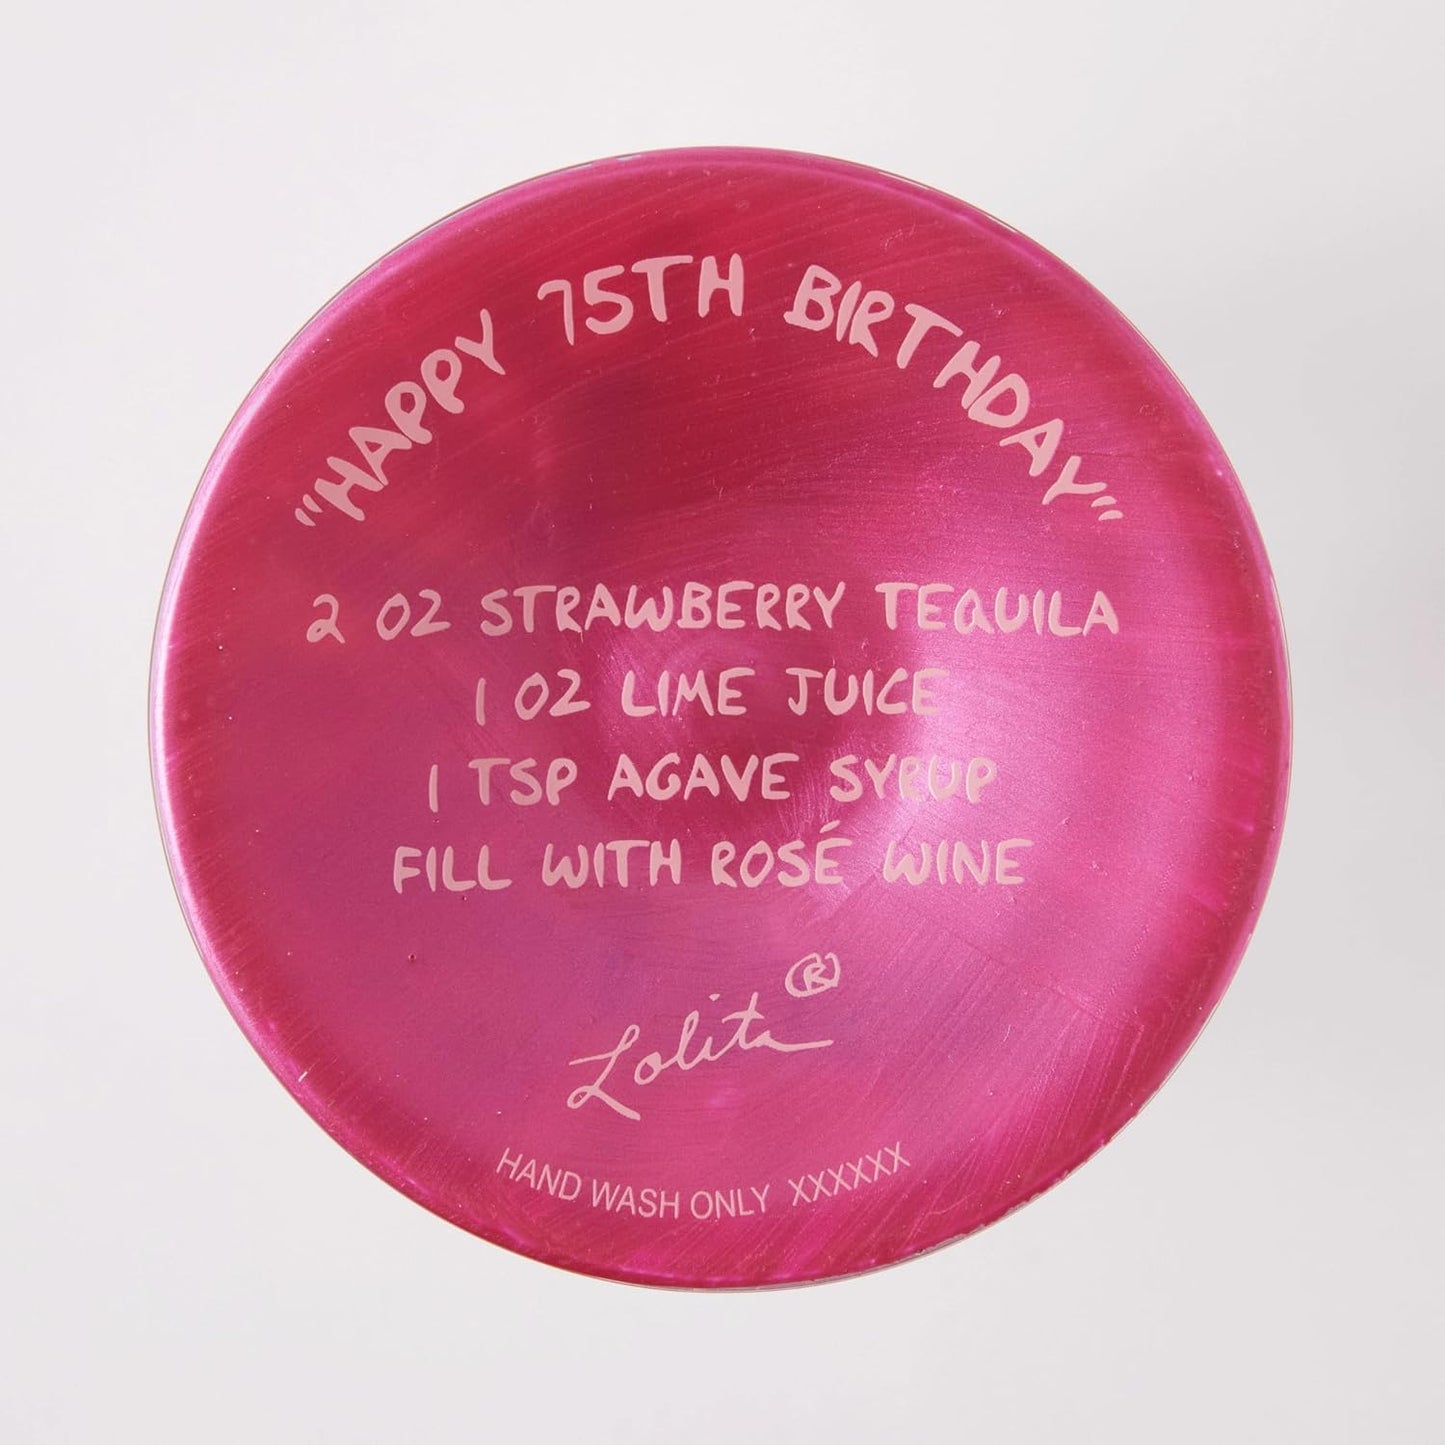 "HAPPY 75TH BIRTHDAY"
2 OZ STRAWBERRY TEQUILA
1 OZ LIME JUICE
1 TSP AGAVE SYRUP
FILL WITH ROSÉ WINE
Lolita®
HAND WASH ONLY XXXXXX